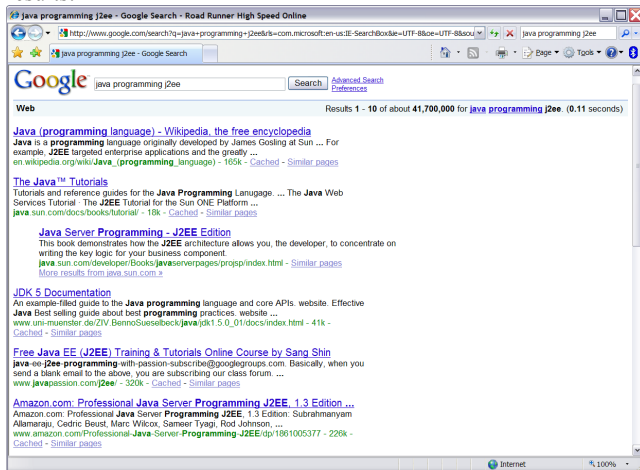 java programming j2ee - Google Search - Road Runner High Speed Online
http://www.google.com/search?q=java+programming+j2ee&rls=com.microsoft:en-us:IE-SearchBox&ie=UTF-8&oe=UTF-8&sou
java programming j2ee
java programming j2ee - Google Search
Page
Tools
Google
java programming j2ee
Search
Advanced Search
Preferences
Web
Results 1 - 10 of about 41,700,000 for java programming j2ee. (0.11 seconds)
Java (programming language) - Wikipedia, the free encyclopedia
Java is a programming language originally developed by James Gosling at Sun ... For
example, J2EE targeted enterprise applications and the greatly ...
en.wikipedia.org/wiki/Java_(programming_language) - 165k - Cached - Similar pages
The Java™ Tutorials
Tutorials and reference guides for the Java Programming Lanugage. ... The Java Web
Services Tutorial · The J2EE Tutorial for the Sun ONE Platform ...
java.sun.com/docs/books/tutorial/ - 18k - Cached - Similar pages
Java Server Programming - J2EE Edition
This book demonstrates how the J2EE architecture allows you, the developer, to concentrate on
writing the key logic for your business component.
java.sun.com/developer/Books/javaserverpages/projsp/index.html - Similar pages
More results from java.sun.com »
JDK 5 Documentation
An example-filled guide to the Java programming language and core APIs. website. Effective
Java Best selling guide about best programming practices. website ...
www.uni-muenster.de/ZIV.BennoSueselbeck/java/jdk1.5.0_01/docs/index.html - 41k -
Cached - Similar pages
Free Java EE (J2EE) Training & Tutorials Online Course by Sang Shin
java-ee-j2ee-programming-with-passion-subscribe@googlegroups.com. Basically, when you
send a blank email to the above, you are subscribing our class forum. ...
www.javapassion.com/j2ee/ - 320k - Cached - Similar pages
Amazon.com: Professional Java Server Programming J2EE, 1.3 Edition ...
Amazon.com: Professional Java Server Programming J2EE, 1.3 Edition: Subrahmanyam
Allamaraju, Cedric Beust, Marc Wilcox, Sameer Tyagi, Rod Johnson, ...
www.amazon.com/Professional-Java-Server-Programming-J2EE/dp/1861005377 - 226k -
Cached - Similar pages
Internet
100%